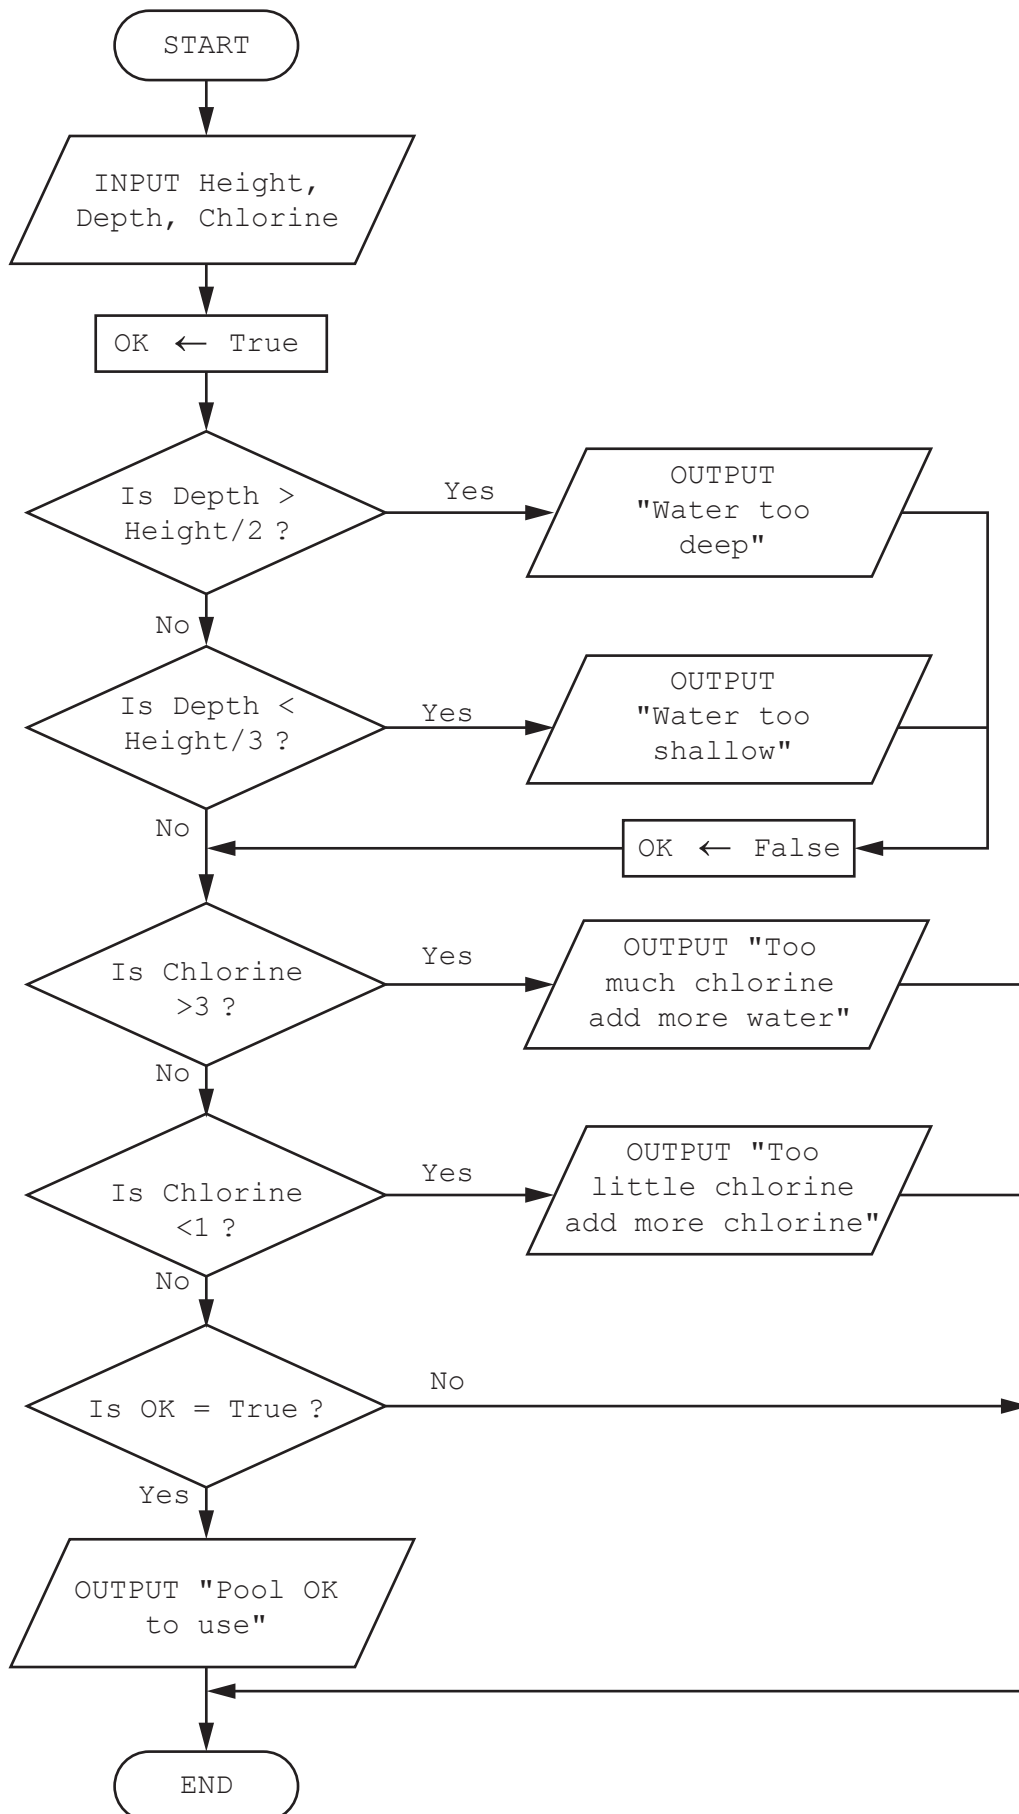 START
INPUT Height,
Depth, Chlorine
OK ← True
Is Depth >
Height/2 ?
Yes
OUTPUT
"Water too
deep"
No
Is Depth <
Height/3 ?
Yes
OUTPUT
"Water too
shallow"
No
OK ← False
Is Chlorine
>3 ?
Yes
OUTPUT "Too
much chlorine
add more water"
No
Is Chlorine
<1 ?
Yes
OUTPUT "Too
little chlorine
add more chlorine"
No
Is OK = True ?
No
Yes
OUTPUT "Pool OK
to use"
END